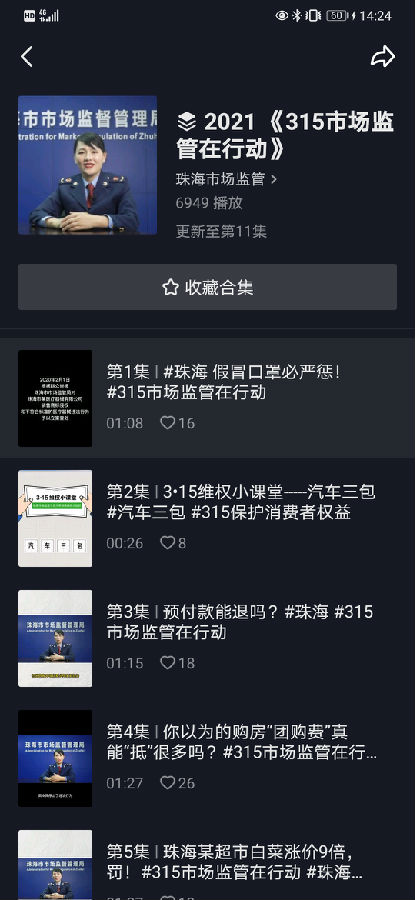 HD 4G 50 14:24
珠海市市场监督管理局
tration for Market Regulation of Zhuh
2021 《315市场监
管在行动》
珠海市场监管 >
6949 播放
更新至第11集
收藏合集
第1集 | #珠海 假冒口罩必严惩！
#315市场监管在行动
01:08 16
3·15维权小课堂
汽 车 三 包
第2集 | 3·15维权小课堂-----汽车三包
#汽车三包 #315保护消费者权益
00:26 8
珠海市市场监督管理局
第3集 | 预付款能退吗？#珠海 #315
市场监管在行动
01:15 18
珠海市市场监督管理局
第4集 | 你以为的购房“团购费”真
能“抵”很多吗？#315市场监管在行...
01:27 26
珠海市市场监督管理局
第5集 | 珠海某超市白菜涨价9倍，
罚！#315市场监管在行动 #珠海...